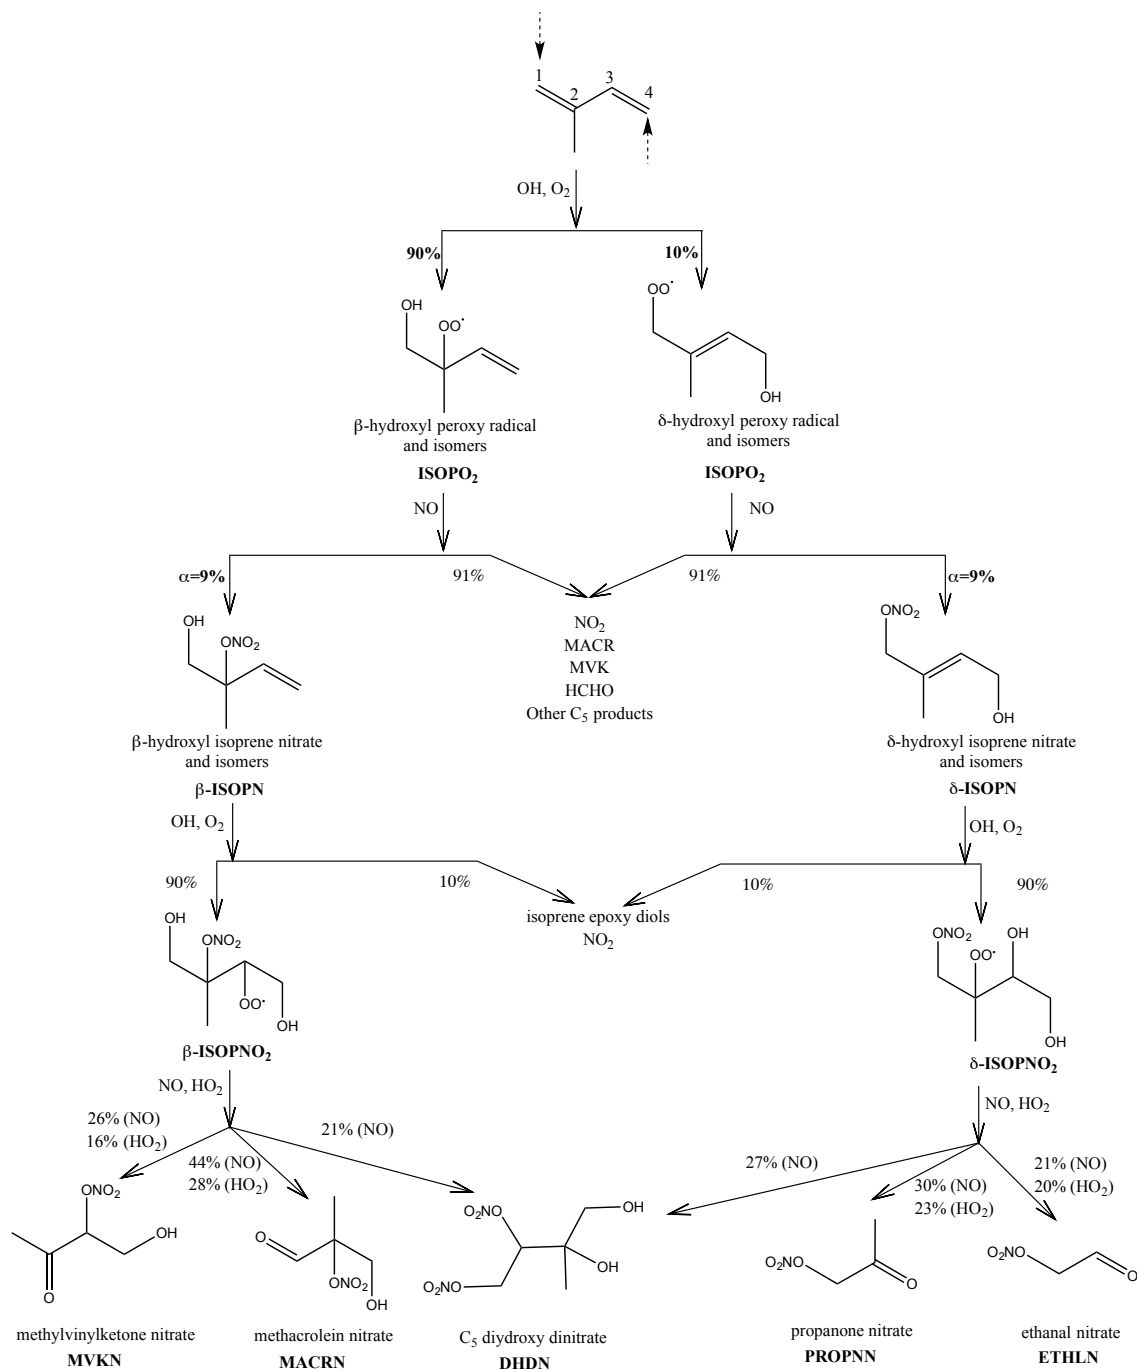 1
2
3
4
OH, O2
90%
10%
OH
OO·
OO·
OH
β-hydroxyl peroxy radical
and isomers
ISOPO2
δ-hydroxyl peroxy radical
and isomers
ISOPO2
NO
NO
α=9%
91%
91%
α=9%
OH
ONO2
NO2
MACR
MVK
HCHO
Other C5 products
ONO2
OH
β-hydroxyl isoprene nitrate
and isomers
β-ISOPN
δ-hydroxyl isoprene nitrate
and isomers
δ-ISOPN
OH, O2
OH, O2
90%
10%
10%
90%
isoprene epoxy diols
NO2
OH
ONO2
OO·
OH
ONO2
OH
OO·
OH
β-ISOPNO2
δ-ISOPNO2
NO, HO2
NO, HO2
26% (NO)
16% (HO2)
44% (NO)
28% (HO2)
21% (NO)
27% (NO)
30% (NO)
23% (HO2)
21% (NO)
20% (HO2)
ONO2
OH
O
O
ONO2
OH
O2NO
OH
OH
O2NO
O2NO
O
O2NO
O
methylvinylketone nitrate
MVKN
methacrolein nitrate
MACRN
C5 diydroxy dinitrate
DHDN
propanone nitrate
PROPNN
ethanal nitrate
ETHLN